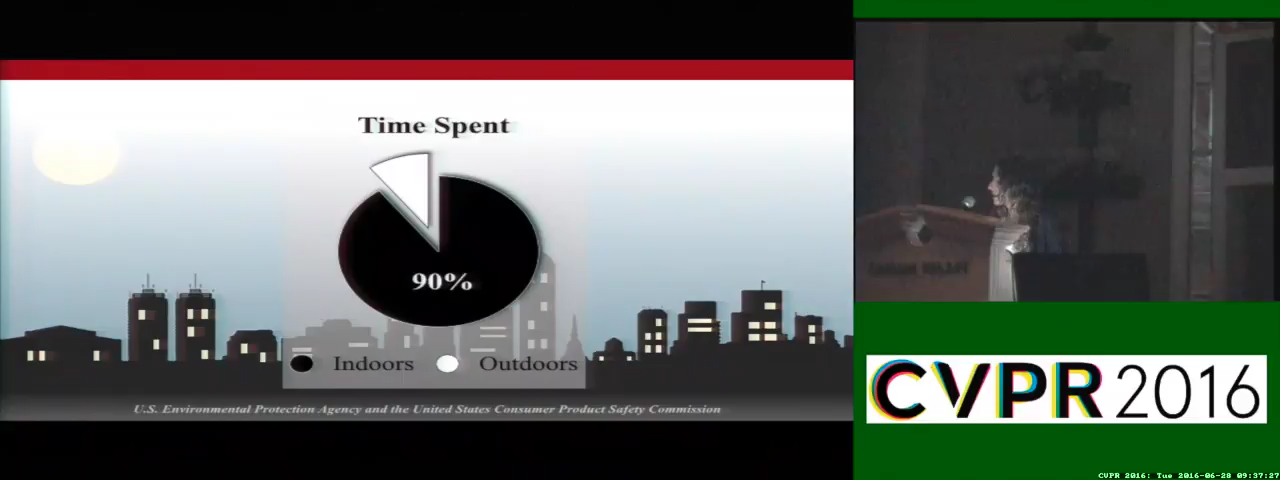 Time Spent
90%
Indoors
Outdoors
U.S. Environmental Protection Agency and the United States Consumer Product Safety Commission
CVPR 2016
CVPR 2016: Tue 2016-06-28 09:37:27